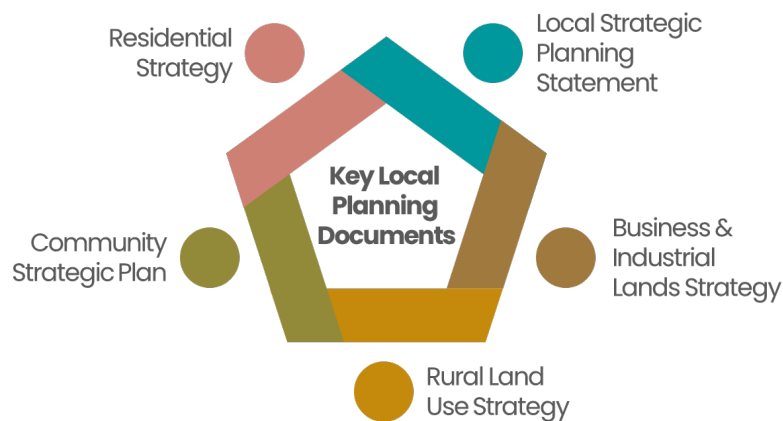 Residential
Strategy
Local Strategic
Planning
Statement
Key Local
Planning
Documents
Community
Strategic Plan
Business &
Industrial
Lands Strategy
Rural Land
Use Strategy